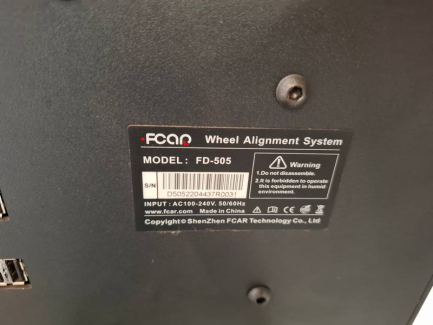 FCAR Wheel Alignment System
MODEL: FD-505
S/N
D5052204437R0031
Warning
1.Do not disassemble.
2.It is forbidden to operate
this equipment in humid
environment.
INPUT: AC100-240V. 50/60Hz
www.fcar.com Made in China
Copyright©ShenZhen FCAR Technology Co., Ltd